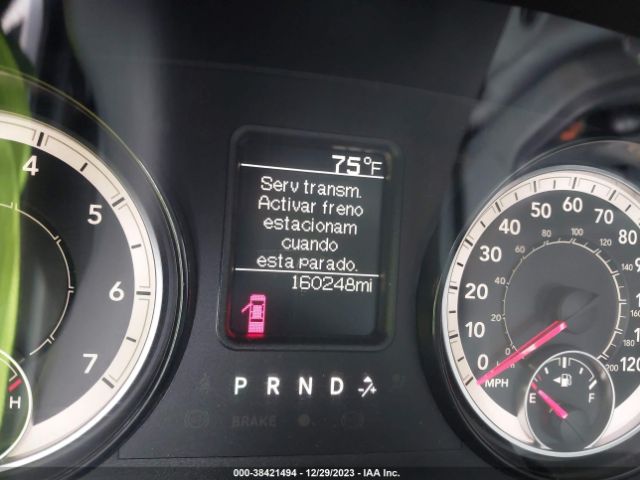 75°F
Serv transm.
Activar freno
estacionam
cuando
esta parado.
160248mi
P R N D
BRAKE
4
5
6
7
H
0
10
20
30
40
50
60
70
80
100
120
MPH
E
F
000-38421494 - 12/29/2023 - IAA Inc.